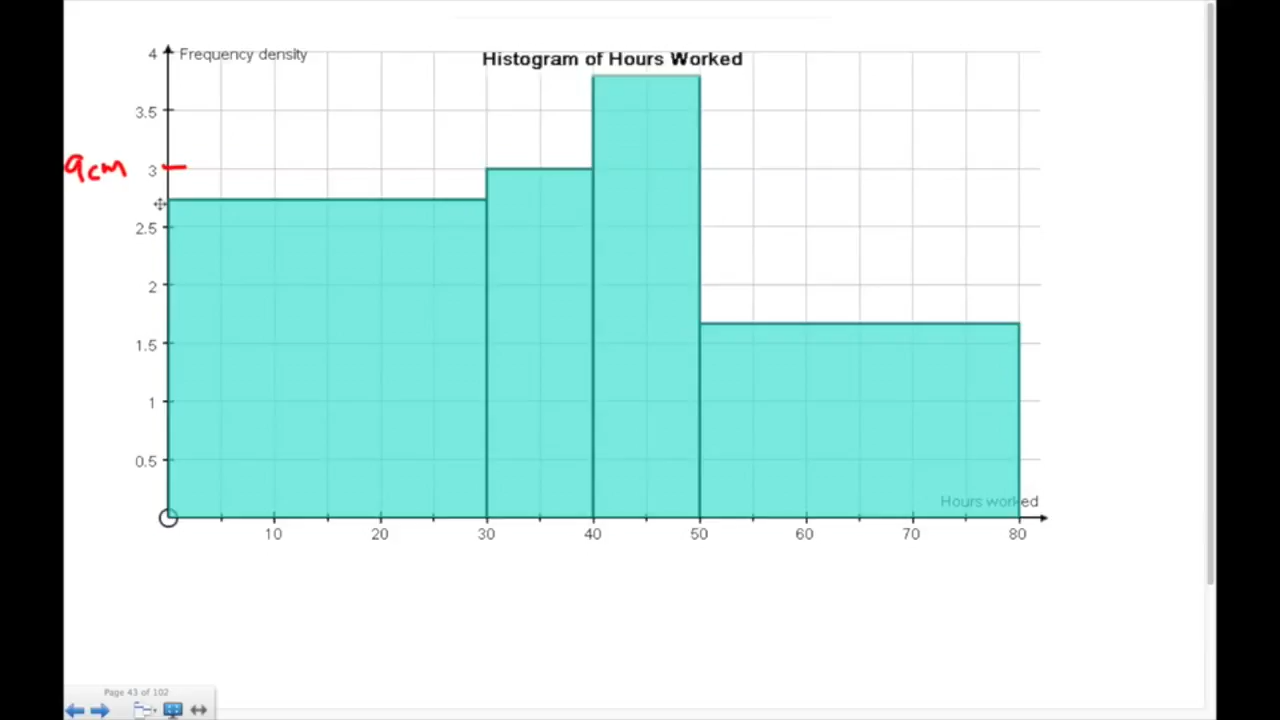 Histogram of Hours Worked
4 Frequency density
3.5
9cm 3
2.5
2
1.5
1
0.5
Hours worked
10 20 30 40 50 60 70 80
Page 43 of 102